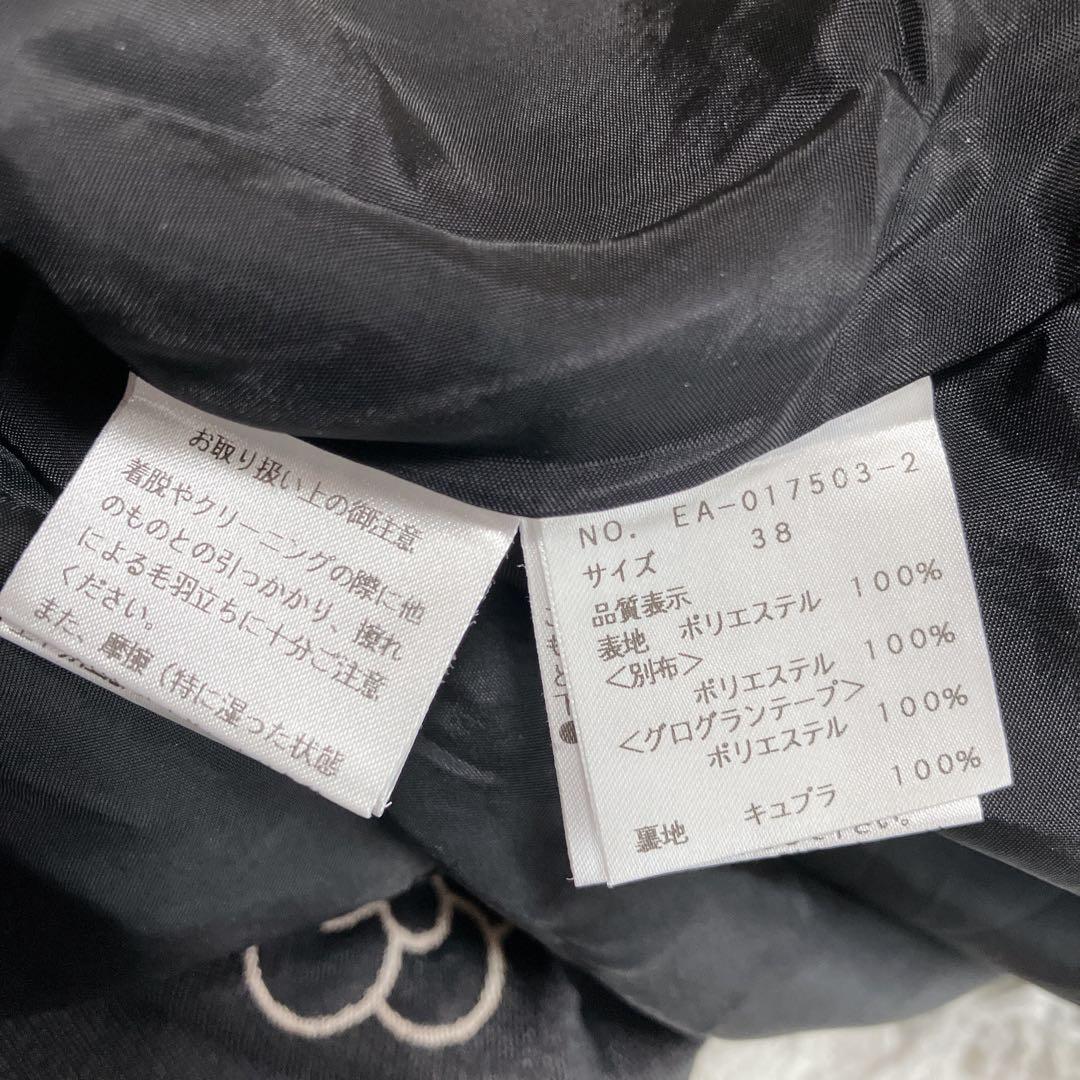 お取り扱い上の御注意
着脱やクリーニングの際に他
のものとの引っかかり、擦れ
による毛羽立ちに十分ご注意
ください。
また、摩擦（特に湿った状態
NO. EA-017503-2
サイズ 38
品質表示
表地 ポリエステル 100%
<別布>
ポリエステル 100%
<グログランテープ>
ポリエステル 100%
裏地 キュプラ 100%